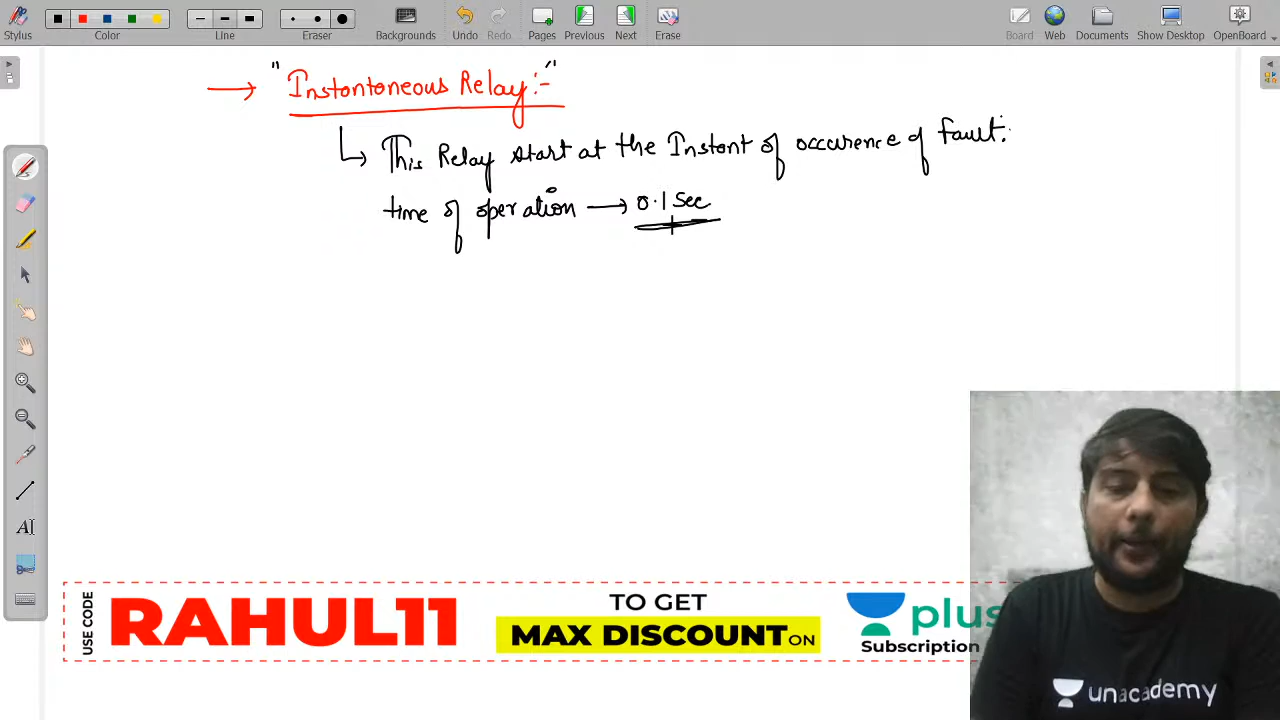 Stylus
Color
Line
Eraser
Backgrounds
Undo
Redo
Pages
Previous
Next
Erase
Board
Web
Documents
Show Desktop
OpenBoard
→ "Instontoneous Relay:-"
↳ This Relay start at the Instont of occurence of fault:
time of operation → 0.1 Sec
USE CODE
RAHUL11
TO GET
MAX DISCOUNT ON
plus
Subscription
unacademy